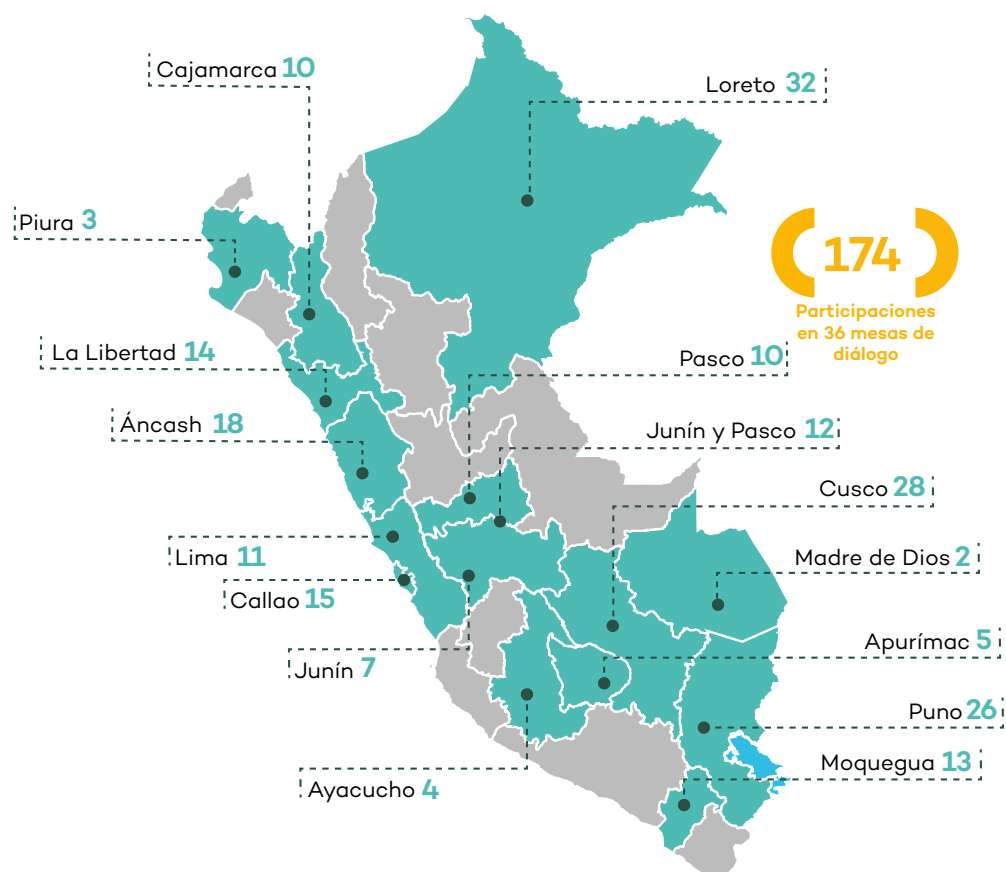 Cajamarca 10
Loreto 32
Piura 3
174
Participaciones
en 36 mesas de
diálogo
La Libertad 14
Pasco 10
Áncash 18
Junín y Pasco 12
Cusco 28
Lima 11
Madre de Dios 2
Callao 15
Apurímac 5
Junín 7
Puno 26
Moquegua 13
Ayacucho 4